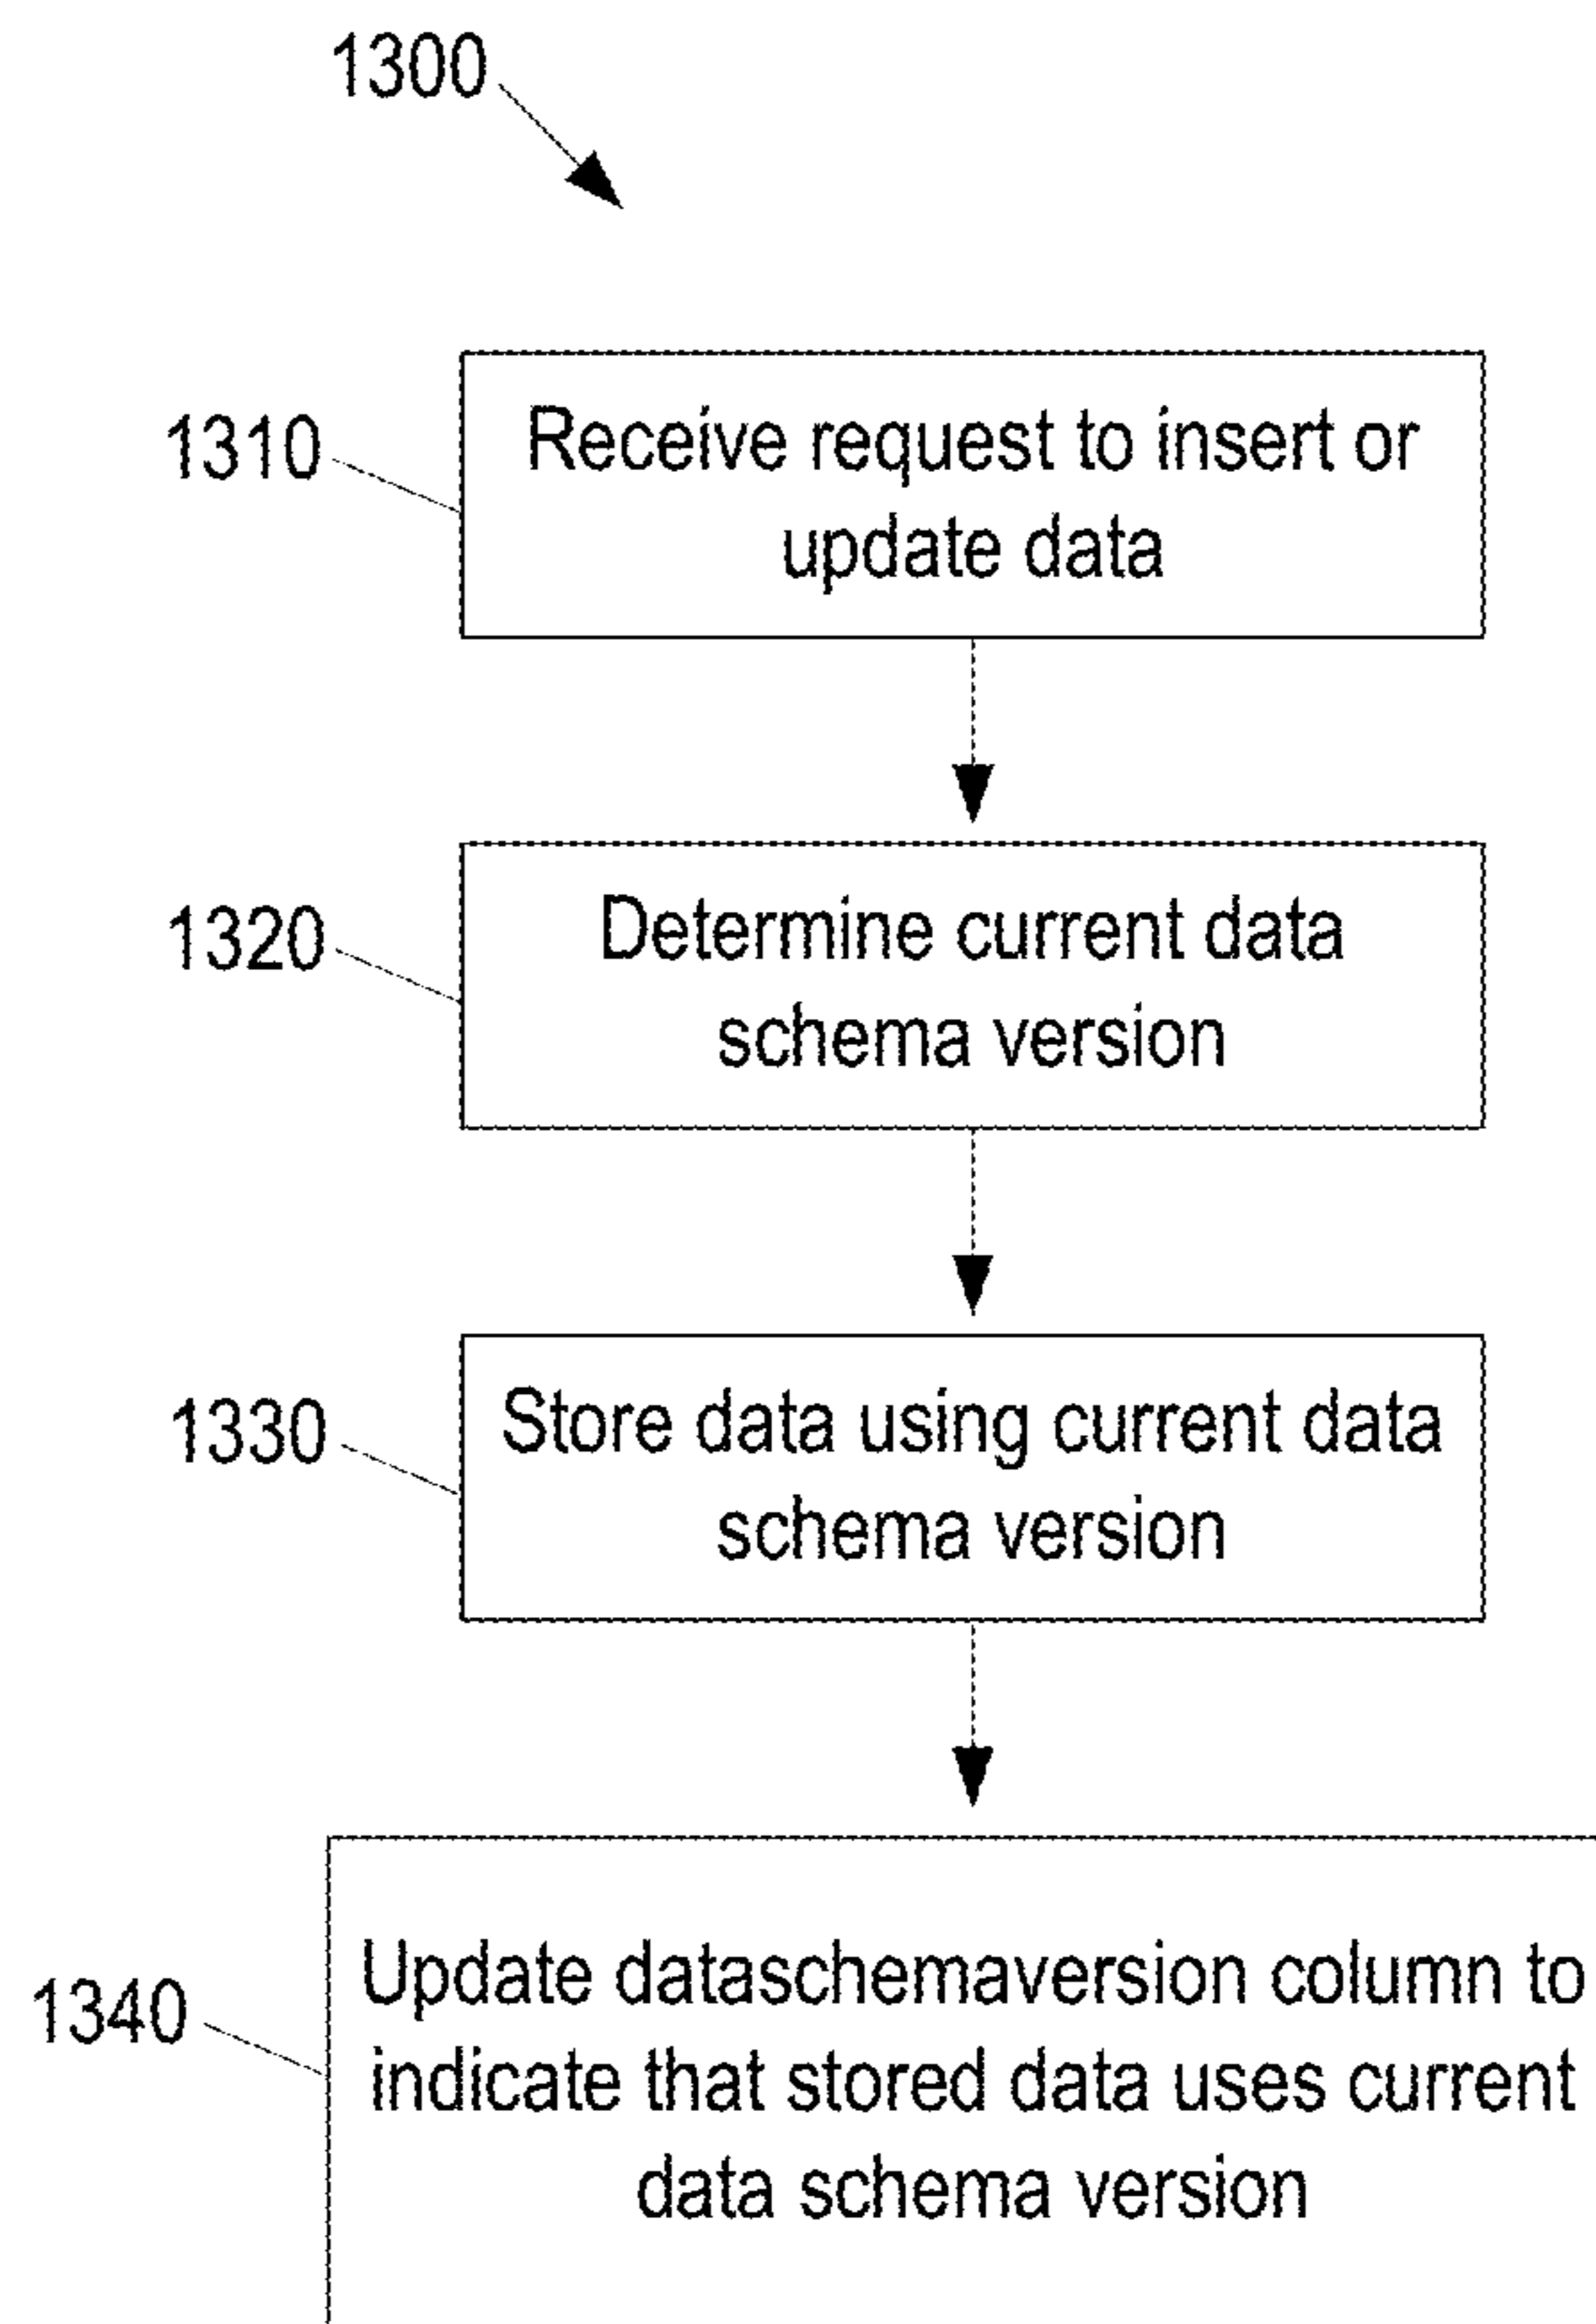 1300
1310
Receive request to insert or
update data
1320
Determine current data
schema version
1330
Store data using current data
schema version
1340
Update dataschemaversion column to
indicate that stored data uses current
data schema version